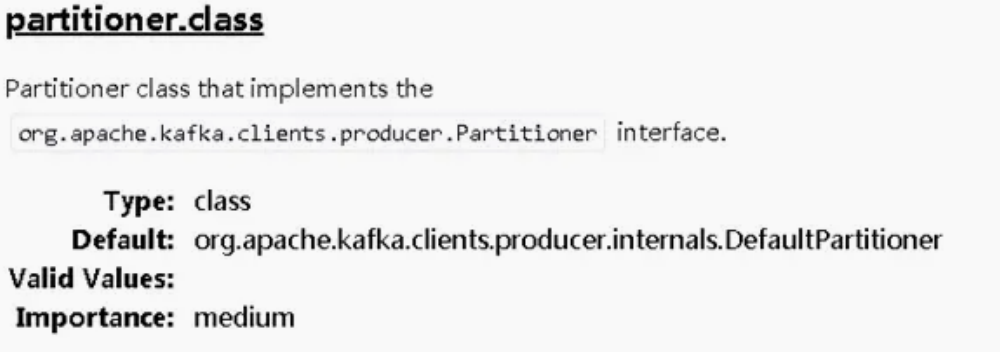 partitioner.class
Partitioner class that implements the
org.apache.kafka.clients.producer.Partitioner interface.
Type: class
Default: org.apache.kafka.clients.producer.internals.DefaultPartitioner
Valid Values:
Importance: medium